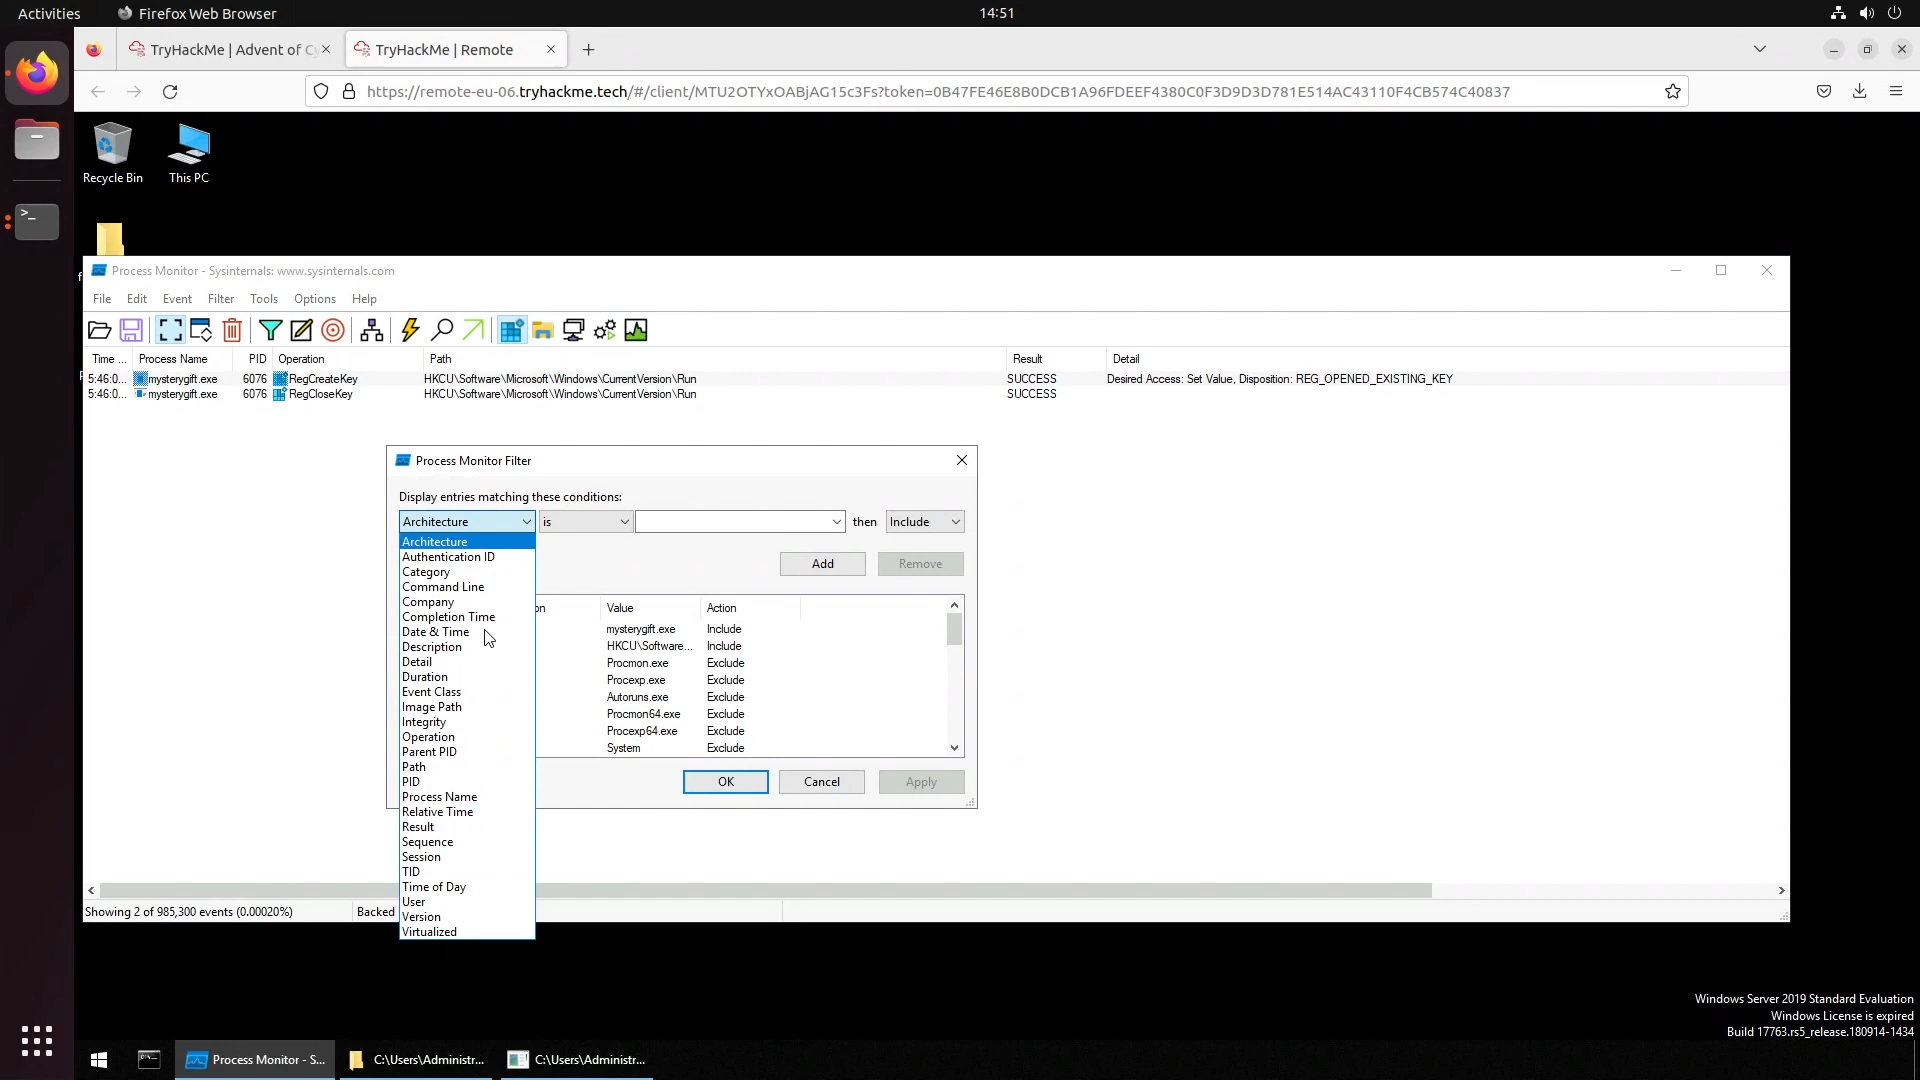 Activities
Firefox Web Browser
14:51
TryHackMe | Advent of Cy
TryHackMe | Remote
https://remote-eu-06.tryhackme.tech/#/client/MTU2OTYxOABjAG15c3Fs?token=0B47FE46E8B0DCB1A96FDEEF4380C0F3D9D3D781E514AC43110F4CB574C40837
Recycle Bin
This PC
Process Monitor - Sysinternals: www.sysinternals.com
File Edit Event Filter Tools Options Help
Time ... Process Name PID Operation Path Result Detail
5:46:0... mysterygift.exe 6076 RegCreateKey HKCU\Software\Microsoft\Windows\CurrentVersion\Run SUCCESS Desired Access: Set Value, Disposition: REG_OPENED_EXISTING_KEY
5:46:0... mysterygift.exe 6076 RegCloseKey HKCU\Software\Microsoft\Windows\CurrentVersion\Run SUCCESS
Process Monitor Filter
Display entries matching these conditions:
Architecture is then Include
Add Remove
Architecture
Authentication ID
Category
Command Line
Company
Completion Time
Date & Time
Description
Detail
Duration
Event Class
Image Path
Integrity
Operation
Parent PID
Path
PID
Process Name
Relative Time
Result
Sequence
Session
TID
Time of Day
User
Version
Virtualized
on Value Action
mysterygift.exe Include
HKCU\Software... Include
Procmon.exe Exclude
Procexp.exe Exclude
Autoruns.exe Exclude
Procmon64.exe Exclude
Procexp64.exe Exclude
System Exclude
OK Cancel Apply
Showing 2 of 985,300 events (0.00020%)
Backed
Windows Server 2019 Standard Evaluation
Windows License is expired
Build 17763.rs5_release.180914-1434
Process Monitor - S...
C:\Users\Administr...
C:\Users\Administr...